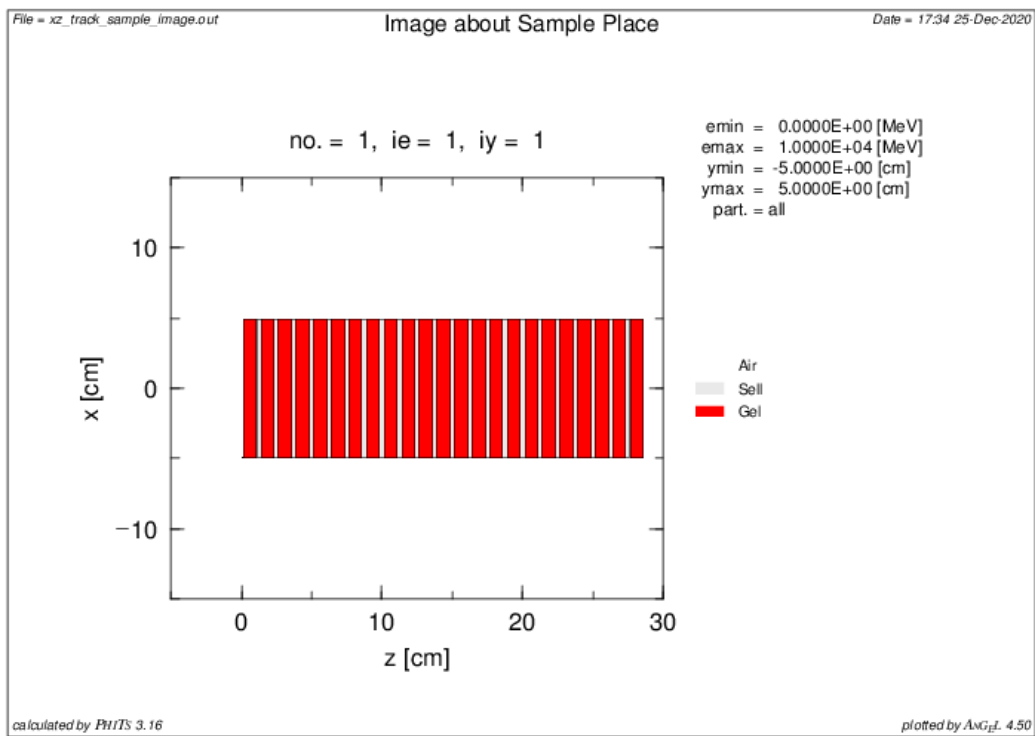 File = xz_track_sample_image.out
Image about Sample Place
Date = 17:34 25-Dec-2020
no. = 1, ie = 1, iy = 1
emin = 0.0000E+00 [MeV]
emax = 1.0000E+04 [MeV]
ymin = -5.0000E+00 [cm]
ymax = 5.0000E+00 [cm]
part. = all
10
0
−10
x [cm]
Air
Sell
Gel
0 10 20 30
z [cm]
calculated by PHITS 3.16
plotted by ANGEL 4.50